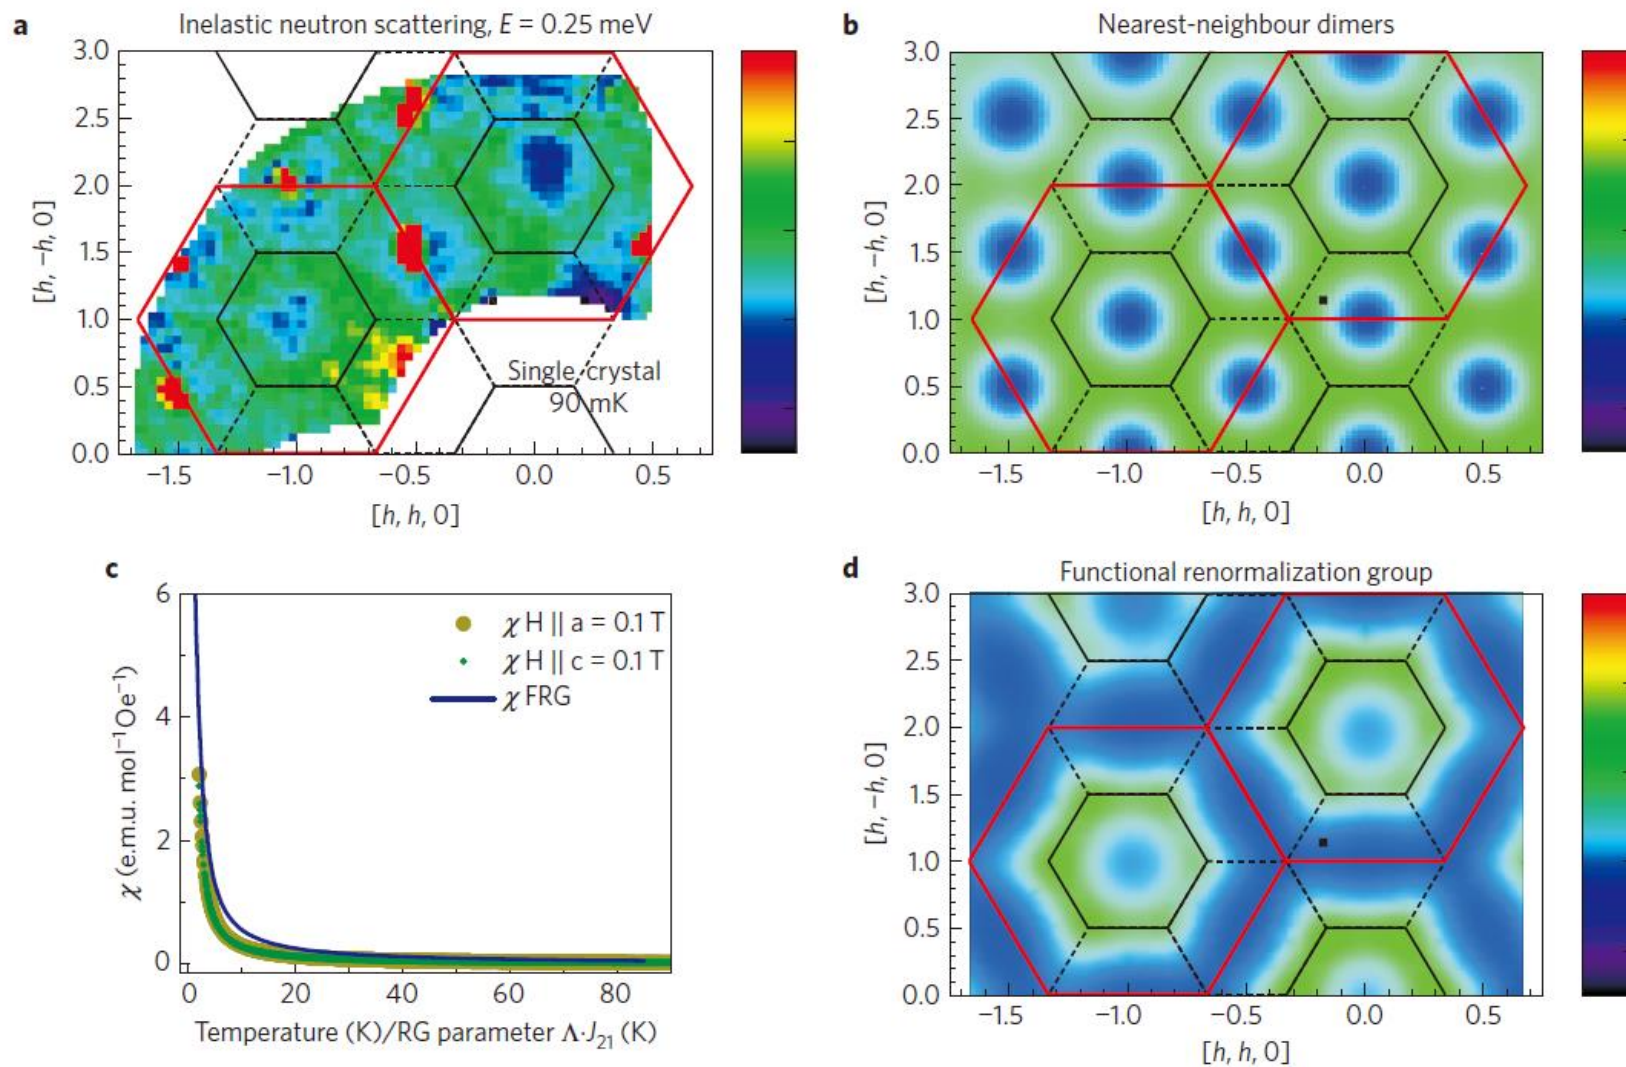 a
Inelastic neutron scattering, E = 0.25 meV
3.0
2.5
2.0
1.5
1.0
0.5
0.0
[h, −h, 0]
Single crystal
90 mK
−1.5 −1.0 −0.5 0.0 0.5
[h, h, 0]
b
Nearest-neighbour dimers
3.0
2.5
2.0
1.5
1.0
0.5
0.0
[h, −h, 0]
−1.5 −1.0 −0.5 0.0 0.5
[h, h, 0]
c
6
4
2
0
χ (e.m.u. mol⁻¹ Oe⁻¹)
χ H || a = 0.1 T
χ H || c = 0.1 T
χ FRG
0 20 40 60 80
Temperature (K)/RG parameter Λ·J₂₁ (K)
d
Functional renormalization group
3.0
2.5
2.0
1.5
1.0
0.5
0.0
[h, −h, 0]
−1.5 −1.0 −0.5 0.0 0.5
[h, h, 0]